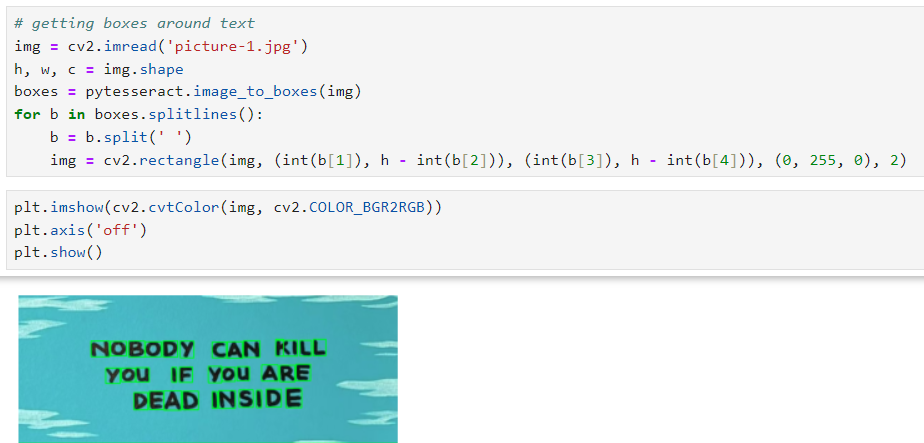 # getting boxes around text
img = cv2.imread('picture-1.jpg')
h, w, c = img.shape
boxes = pytesseract.image_to_boxes(img)
for b in boxes.splitlines():
    b = b.split(' ')
    img = cv2.rectangle(img, (int(b[1]), h - int(b[2])), (int(b[3]), h - int(b[4])), (0, 255, 0), 2)
plt.imshow(cv2.cvtColor(img, cv2.COLOR_BGR2RGB))
plt.axis('off')
plt.show()
NOBODY CAN KILL
YOU IF YOU ARE
DEAD INSIDE